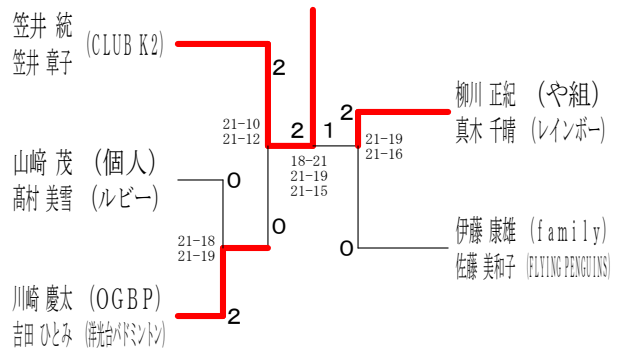 笠井 統
笠井 章子
(CLUB K2)
2
21-10
21-12
山﨑 茂 (個人)
髙村 美雪 (ルビー)
0
0
21-18
21-19
川崎 慶太 (OGBP)
吉田 ひとみ (洋光台バドミントン)
2
2
1
18-21
21-19
21-15
2
柳川 正紀 (や組)
真木 千晴 (レインボー)
21-19
21-16
0
伊藤 康雄 (family)
佐藤 美和子 (FLYING PENGUINS)